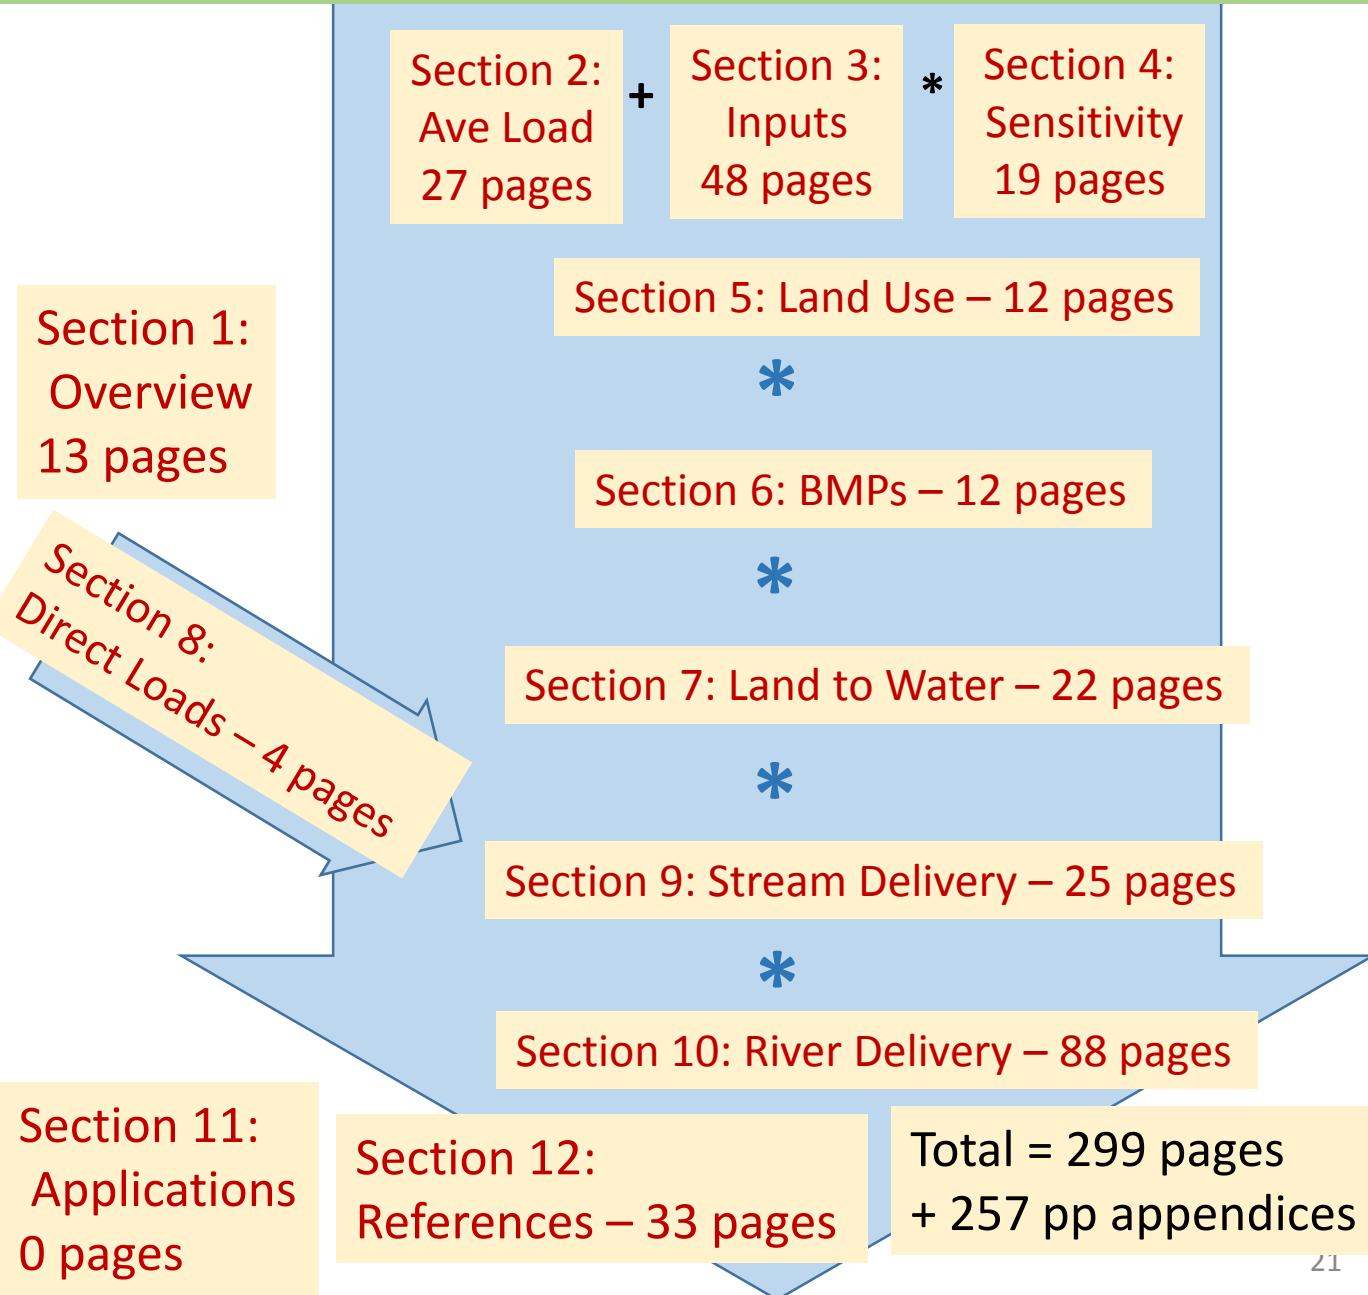 Section 2:
Ave Load
27 pages
+
Section 3:
Inputs
48 pages
*
Section 4:
Sensitivity
19 pages
Section 5: Land Use – 12 pages
*
Section 1:
Overview
13 pages
Section 6: BMPs – 12 pages
*
Section 8:
Direct Loads – 4 pages
Section 7: Land to Water – 22 pages
*
Section 9: Stream Delivery – 25 pages
*
Section 10: River Delivery – 88 pages
Section 11:
Applications
0 pages
Section 12:
References – 33 pages
Total = 299 pages
+ 257 pp appendices
21